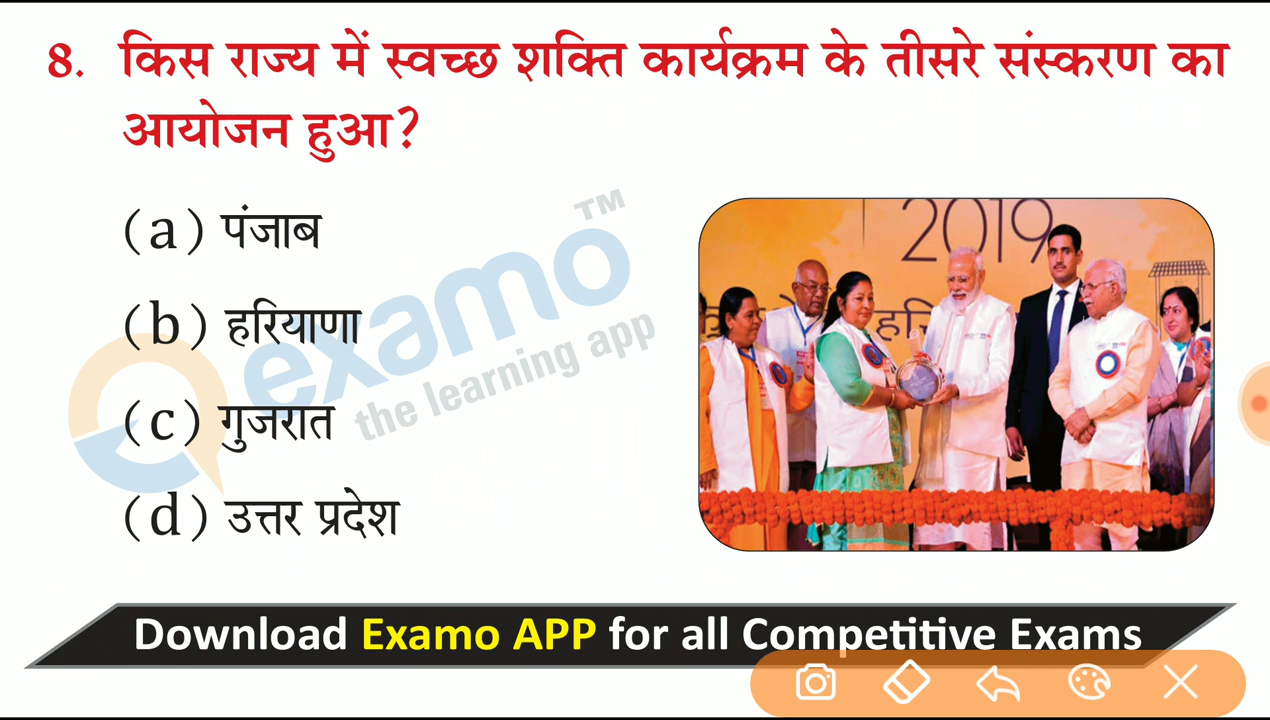 8. किस राज्य में स्वच्छ शक्ति कार्यक्रम के तीसरे संस्करण का
आयोजन हुआ?
(a) पंजाब
(b) हरियाणा
(c) गुजरात
(d) उत्तर प्रदेश
examo™
the learning app
2019
Download Examo APP for all Competitive Exams